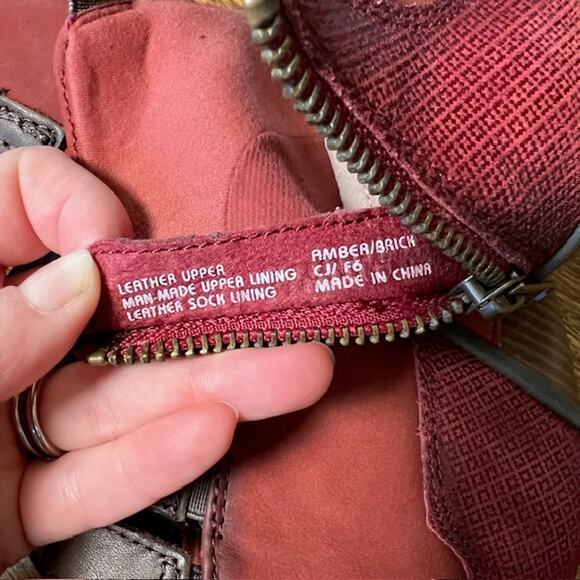 LEATHER UPPER
MAN-MADE UPPER LINING
LEATHER SOCK LINING
AMBER/BRICK
CJ/ F6
MADE IN CHINA